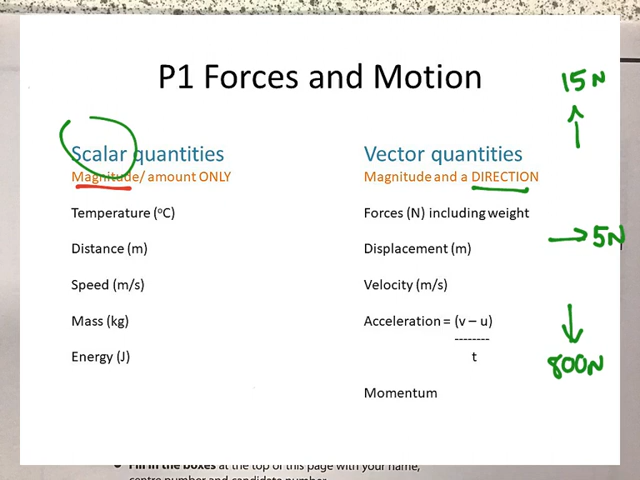 P1 Forces and Motion
15N
Scalar quantities
Magnitude/ amount ONLY
Temperature (°C)
Distance (m)
Speed (m/s)
Mass (kg)
Energy (J)
Vector quantities
Magnitude and a DIRECTION
Forces (N) including weight
Displacement (m)
Velocity (m/s)
Acceleration = (v – u)
--------
t
Momentum
5N
800N
Fill in the boxes at the top of this page with your name,
centre number and candidate number